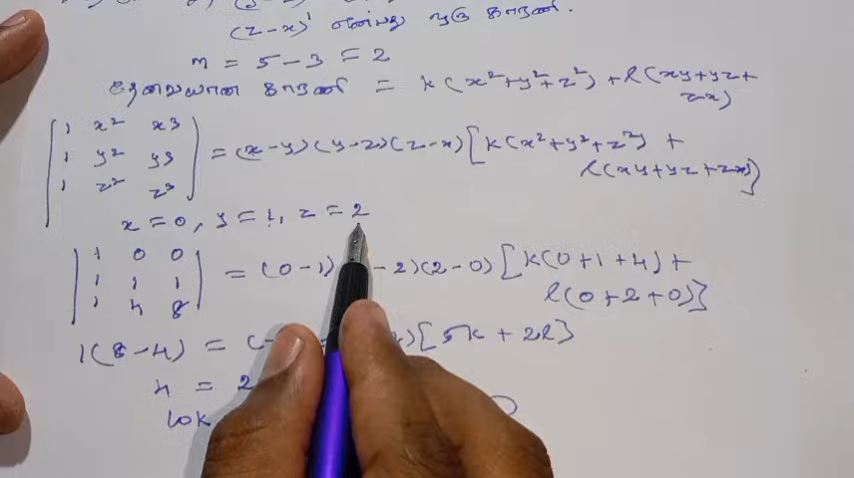 (z-x)' என்பது ஒரு காரணி.
m = 5-3 = 2
தேவையான காரணி = k(x²+y²+z²) + l(xy+yz+
zx)
| 1 x² x3 | = (x-y)(y-z)(z-x)[k(x²+y²+z²) +
| 1 y² y3 | l(xy+yz+zx)]
| 1 z² z³ |
x=0, y=1, z=2
| 1 0 0 | = (0-1) -2)(2-0)[k(0+1+4)+
| 1 1 1 | l(0+2+0)]
| 1 4 8 |
1(8-4) = (- )[5k+2l]
4 = 2
10k